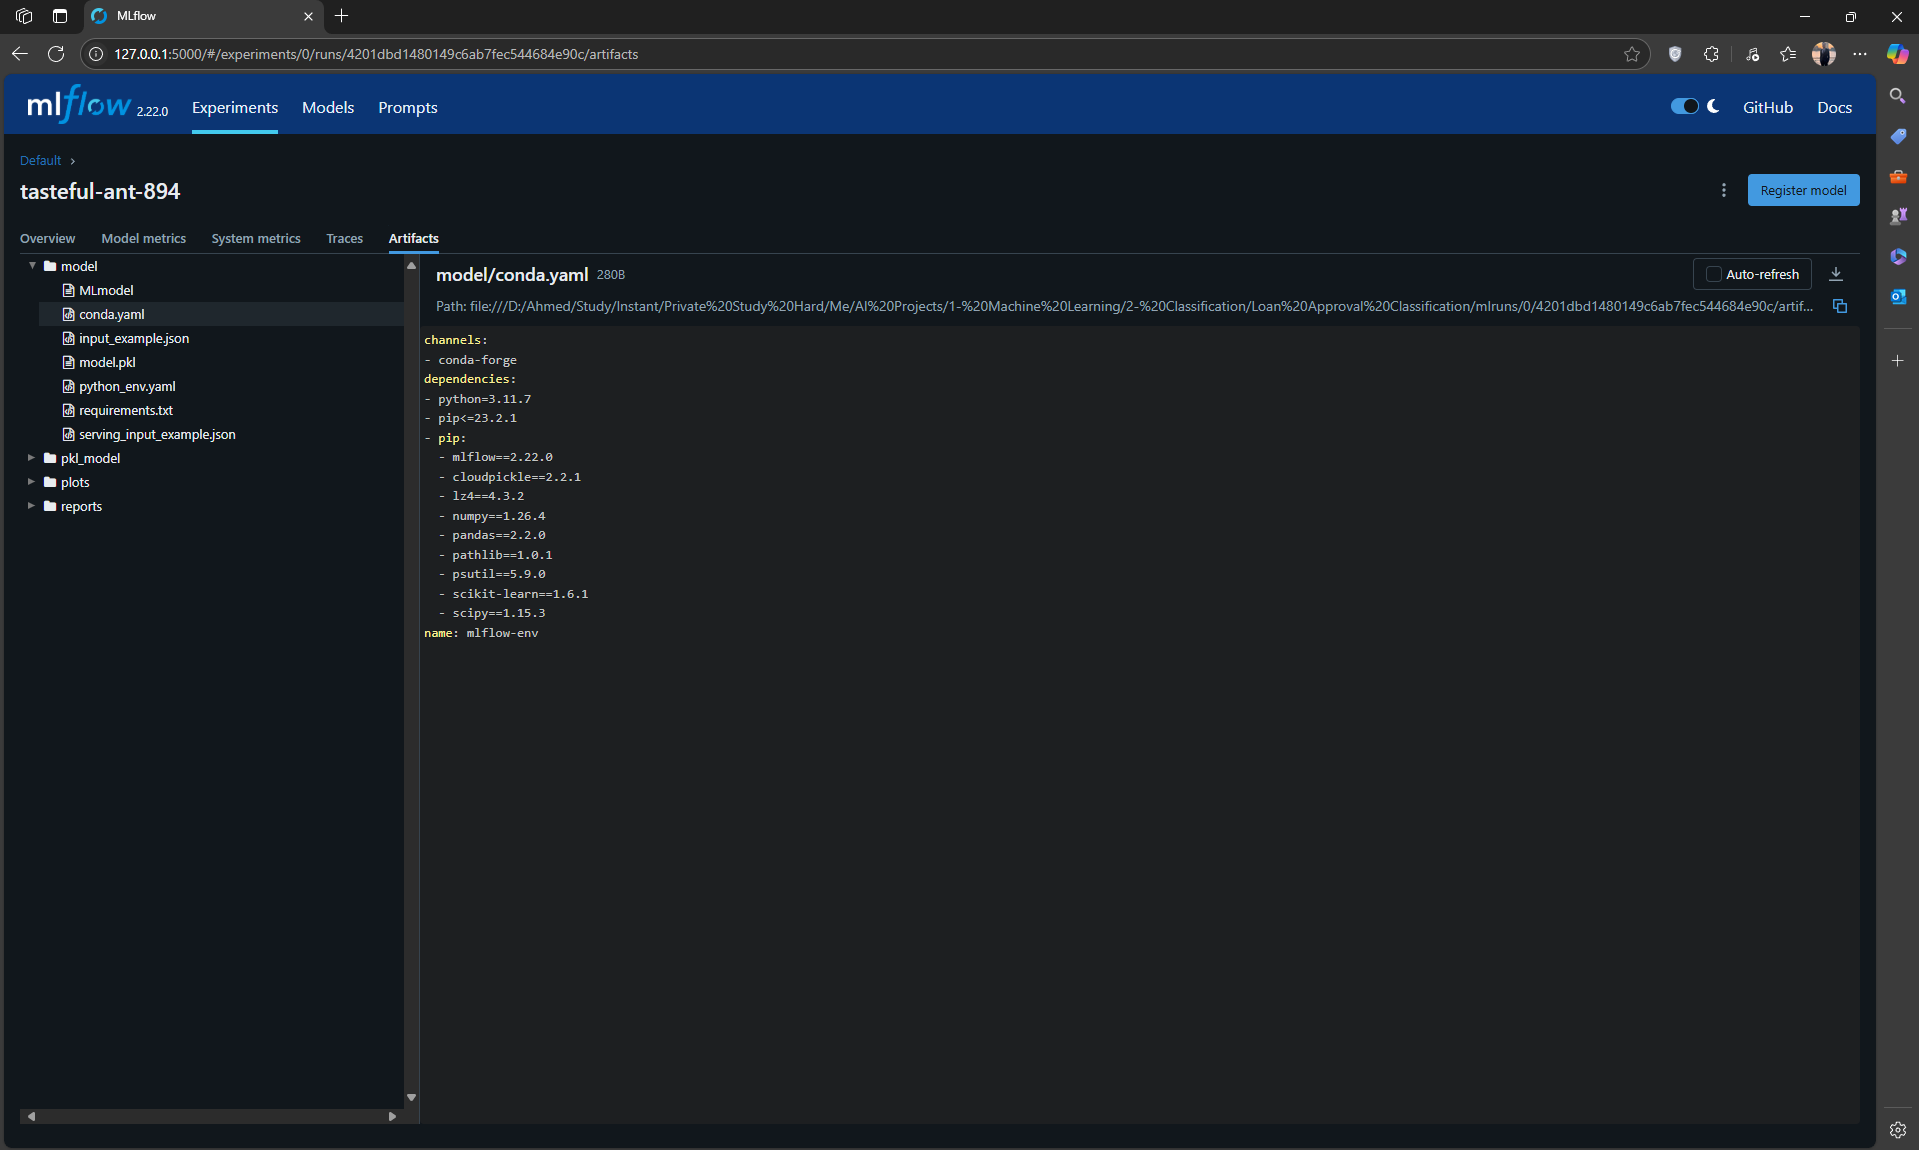 MLflow
127.0.0.1:5000/#/experiments/0/runs/4201dbd1480149c6ab7fec544684e90c/artifacts
mlflow 2.22.0 Experiments Models Prompts GitHub Docs
Default >
tasteful-ant-894
Register model
Overview Model metrics System metrics Traces Artifacts
model
MLmodel
conda.yaml
input_example.json
model.pkl
python_env.yaml
requirements.txt
serving_input_example.json
pkl_model
plots
reports
model/conda.yaml 280B
Auto-refresh
Path: file:///D:/Ahmed/Study/Instant/Private%20Study%20Hard/Me/AI%20Projects/1-%20Machine%20Learning/2-%20Classification/Loan%20Approval%20Classification/mlruns/0/4201dbd1480149c6ab7fec544684e90c/artif...
channels:
- conda-forge
dependencies:
- python=3.11.7
- pip<=23.2.1
- pip:
  - mlflow==2.22.0
  - cloudpickle==2.2.1
  - lz4==4.3.2
  - numpy==1.26.4
  - pandas==2.2.0
  - pathlib==1.0.1
  - psutil==5.9.0
  - scikit-learn==1.6.1
  - scipy==1.15.3
name: mlflow-env